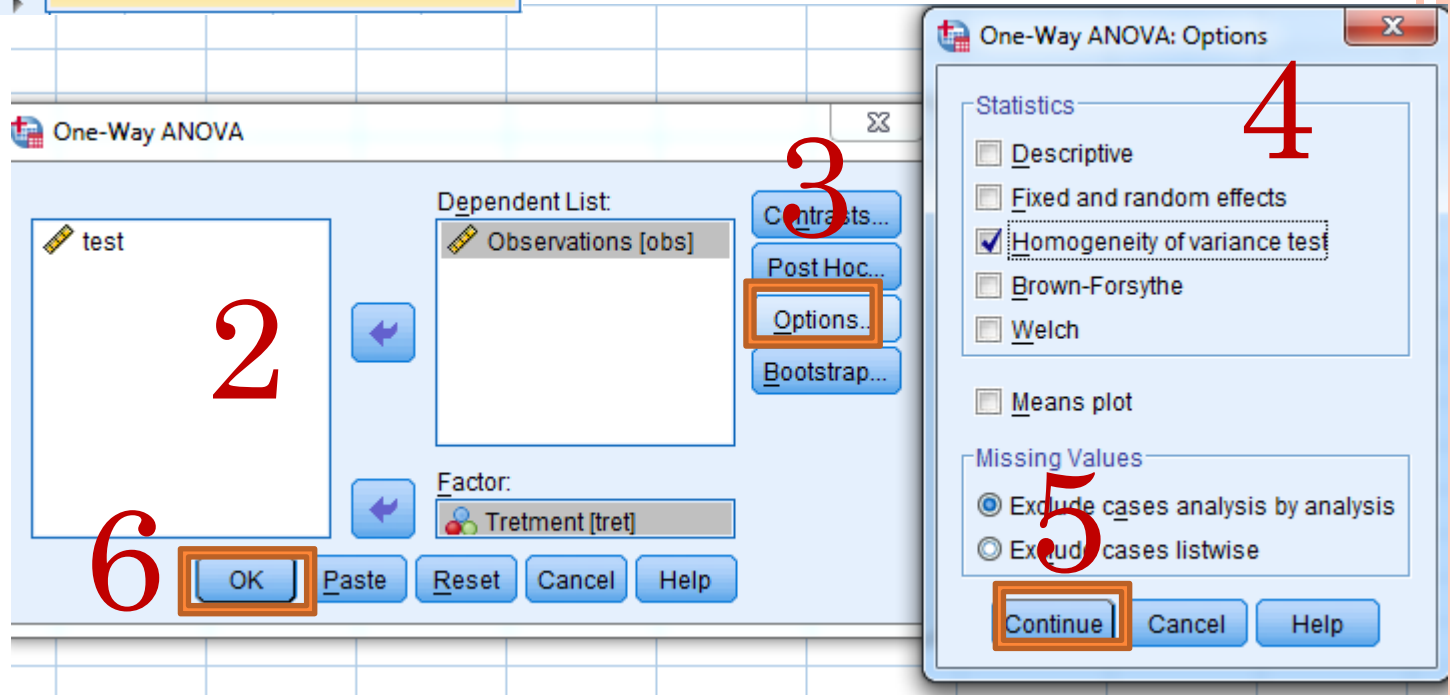 One-Way ANOVA
2
test
Dependent List:
Observations [obs]
Factor:
Tretment [tret]
3
Contrasts...
Post Hoc...
Options...
Bootstrap...
6
OK
Paste
Reset
Cancel
Help
One-Way ANOVA: Options
4
Statistics
Descriptive
Fixed and random effects
Homogeneity of variance test
Brown-Forsythe
Welch
Means plot
Missing Values
5
Exclude cases analysis by analysis
Exclude cases listwise
Continue
Cancel
Help